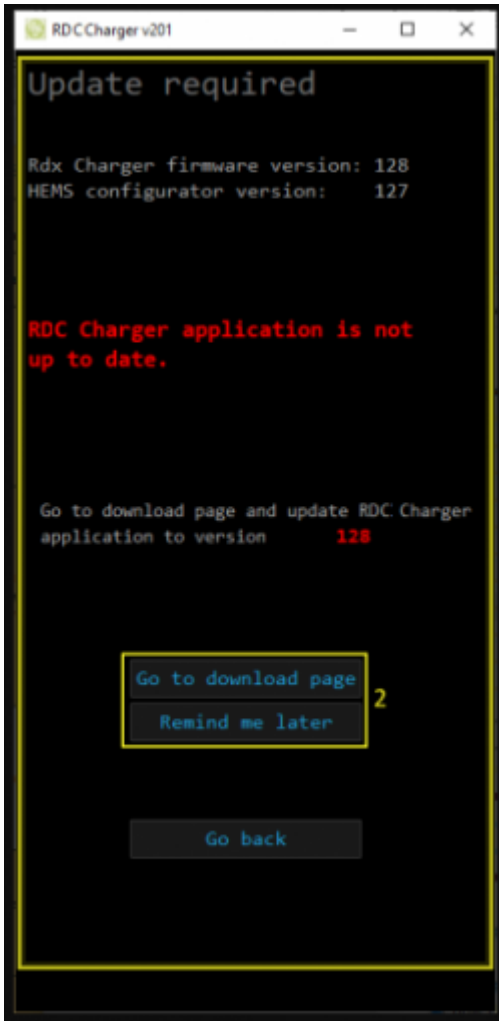 RDC Charger v201
Update required
Rdx Charger firmware version: 128
HEMS configurator version: 127
RDC Charger application is not
up to date.
Go to download page and update RDC Charger
application to version 128
Go to download page
2
Remind me later
Go back